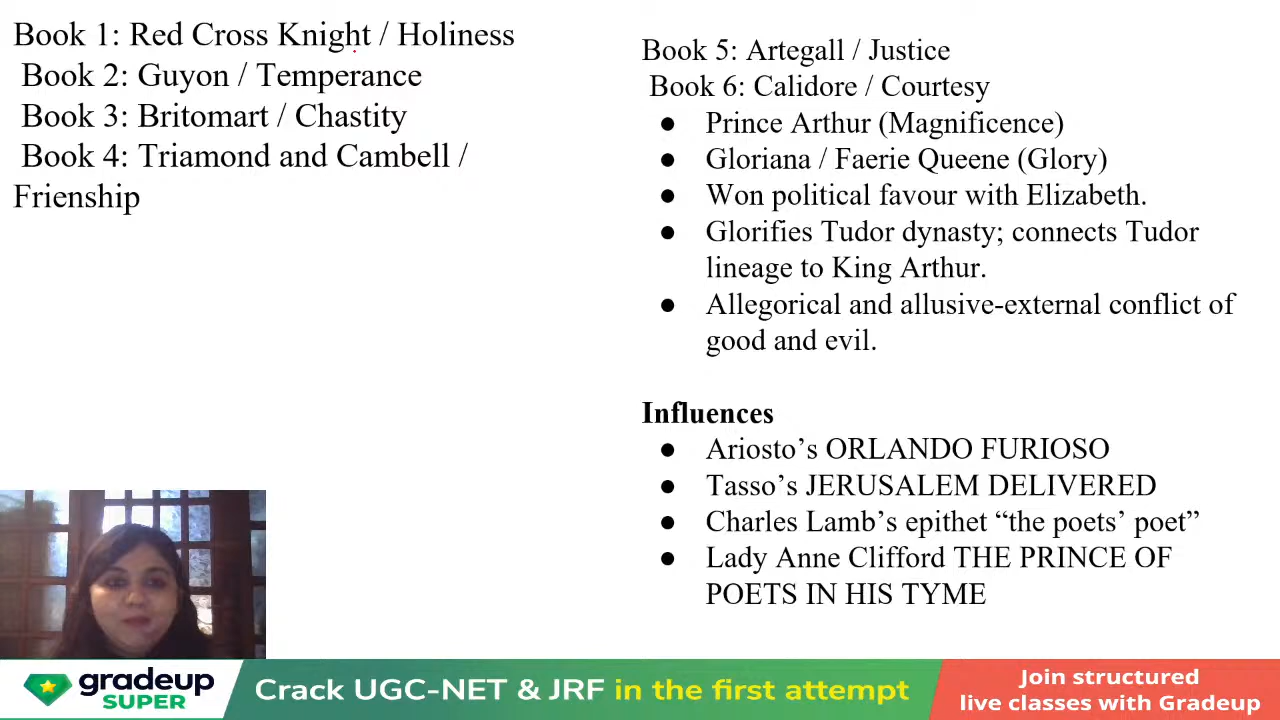 Book 1: Red Cross Knight / Holiness
Book 2: Guyon / Temperance
Book 3: Britomart / Chastity
Book 4: Triamond and Cambell /
Frienship
Book 5: Artegall / Justice
Book 6: Calidore / Courtesy
● Prince Arthur (Magnificence)
● Gloriana / Faerie Queene (Glory)
● Won political favour with Elizabeth.
● Glorifies Tudor dynasty; connects Tudor
lineage to King Arthur.
● Allegorical and allusive-external conflict of
good and evil.
Influences
● Ariosto’s ORLANDO FURIOSO
● Tasso’s JERUSALEM DELIVERED
● Charles Lamb’s epithet “the poets’ poet”
● Lady Anne Clifford THE PRINCE OF
POETS IN HIS TYME
gradeup
SUPER
Crack UGC-NET & JRF in the first attempt
Join structured
live classes with Gradeup